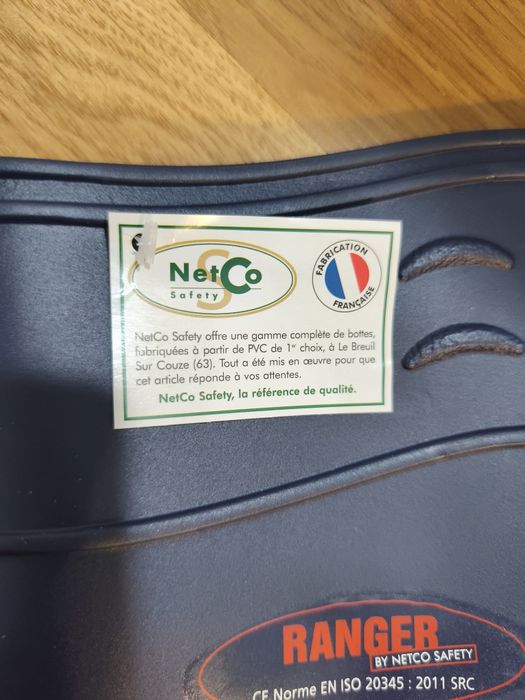 NetCo
Safety
FABRICATION
FRANÇAISE
NetCo Safety offre une gamme complète de bottes,
fabriquées à partir de PVC de 1er choix, à Le Breuil
Sur Couze (63). Tout a été mis en œuvre pour que
cet article réponde à vos attentes.
NetCo Safety, la référence de qualité.
RANGER
BY NETCO SAFETY
CE Norme EN ISO 20345 : 2011 SRC